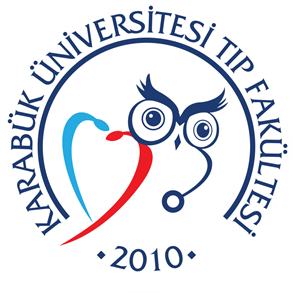 KARABÜK ÜNİVERSİTESİ TIP FAKÜLTESİ
• 2010 •